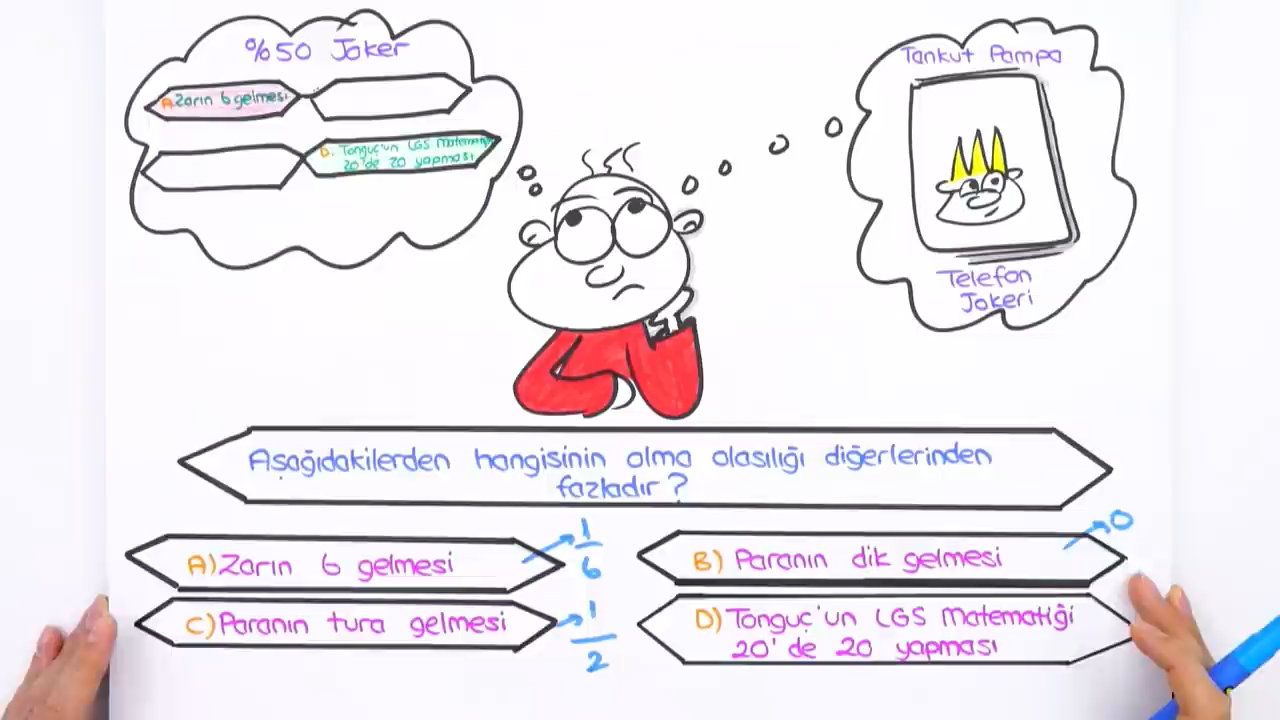 %50 Joker
A. Zarın 6 gelmesi
D. Tonguç'un LGS Matematiği
20'de 20 yapması
Tankut Pampa
Telefon
Jokeri
Aşağıdakilerden hangisinin olma olasılığı diğerlerinden
fazladır?
A) Zarın 6 gelmesi
1
6
B) Paranın dik gelmesi
0
C) Paranın tura gelmesi
1
2
D) Tonguç'un LGS Matematiği
20'de 20 yapması